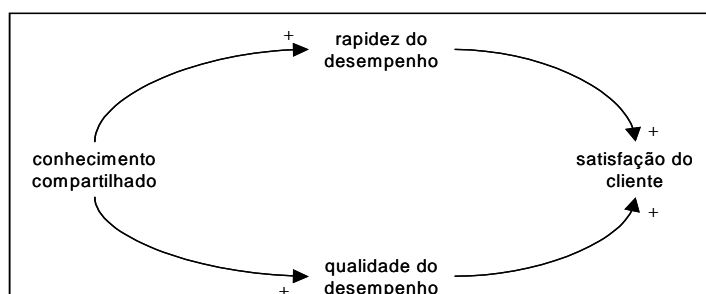 +
rapidez do
desempenho
+
conhecimento
compartilhado
satisfação do
cliente
+
qualidade do
desempenho
+